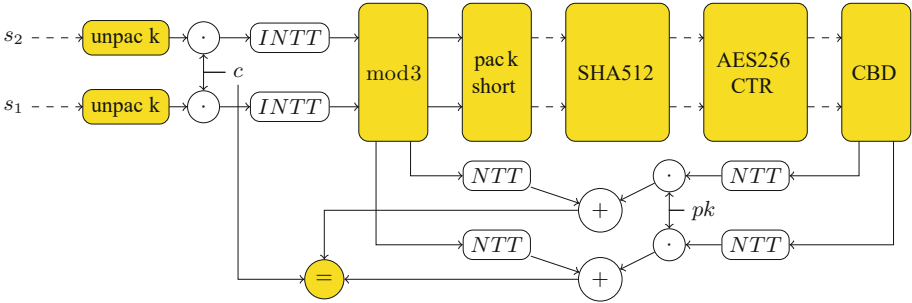 s₂ unpac k · INTT
mod3
pac k
short
SHA512
AES256
CTR
CBD
c
s₁ unpac k · INTT
NTT · NTT
+
pk
NTT · NTT
= +